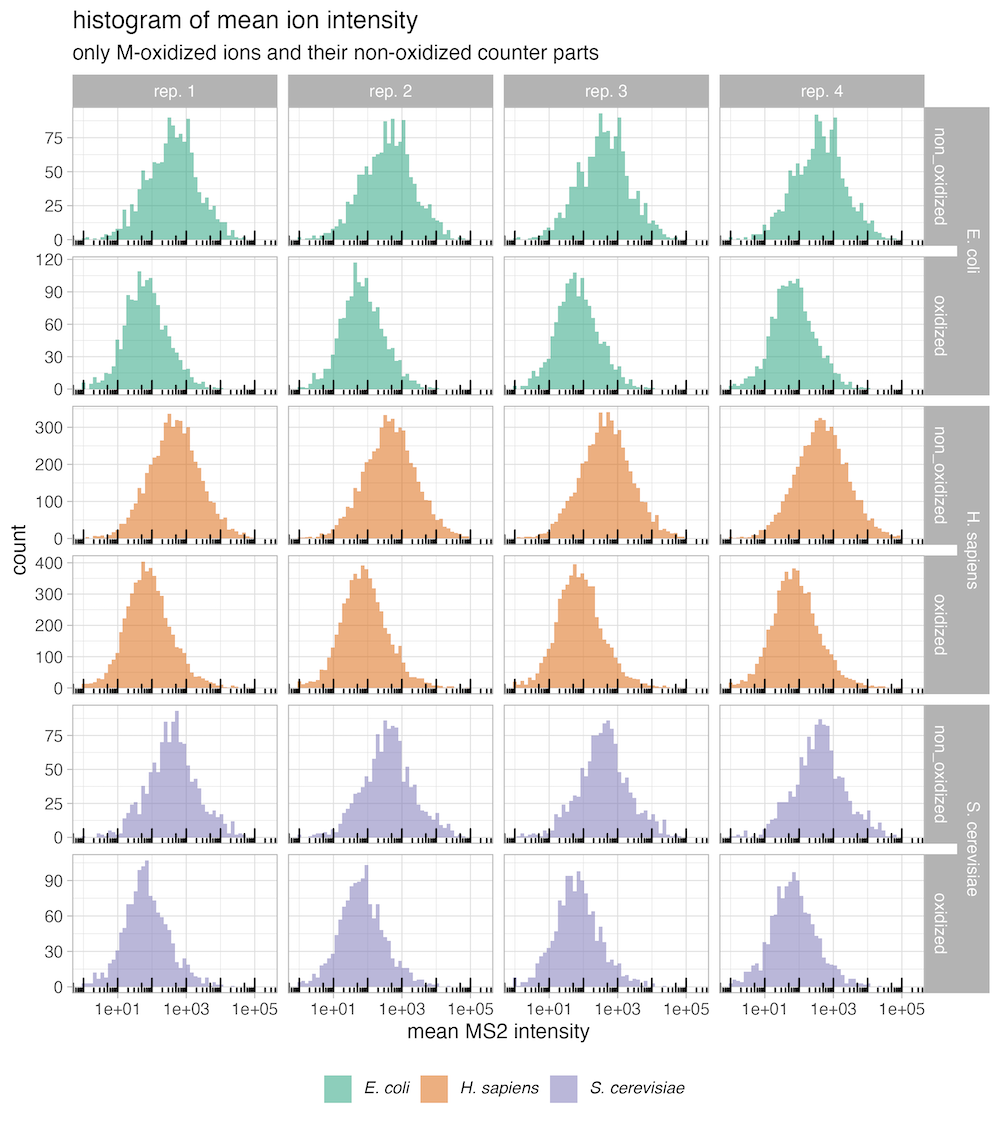 histogram of mean ion intensity
only M-oxidized ions and their non-oxidized counter parts
rep. 1 rep. 2 rep. 3 rep. 4
75
50
25
0
non_oxidized
E. coli
120
90
60
30
0
oxidized
300
200
100
0
non_oxidized
H. sapiens
count
400
300
200
100
0
oxidized
75
50
25
0
non_oxidized
S. cerevisiae
90
60
30
0
oxidized
1e+01 1e+03 1e+05 1e+01 1e+03 1e+05 1e+01 1e+03 1e+05 1e+01 1e+03 1e+05
mean MS2 intensity
E. coli H. sapiens S. cerevisiae